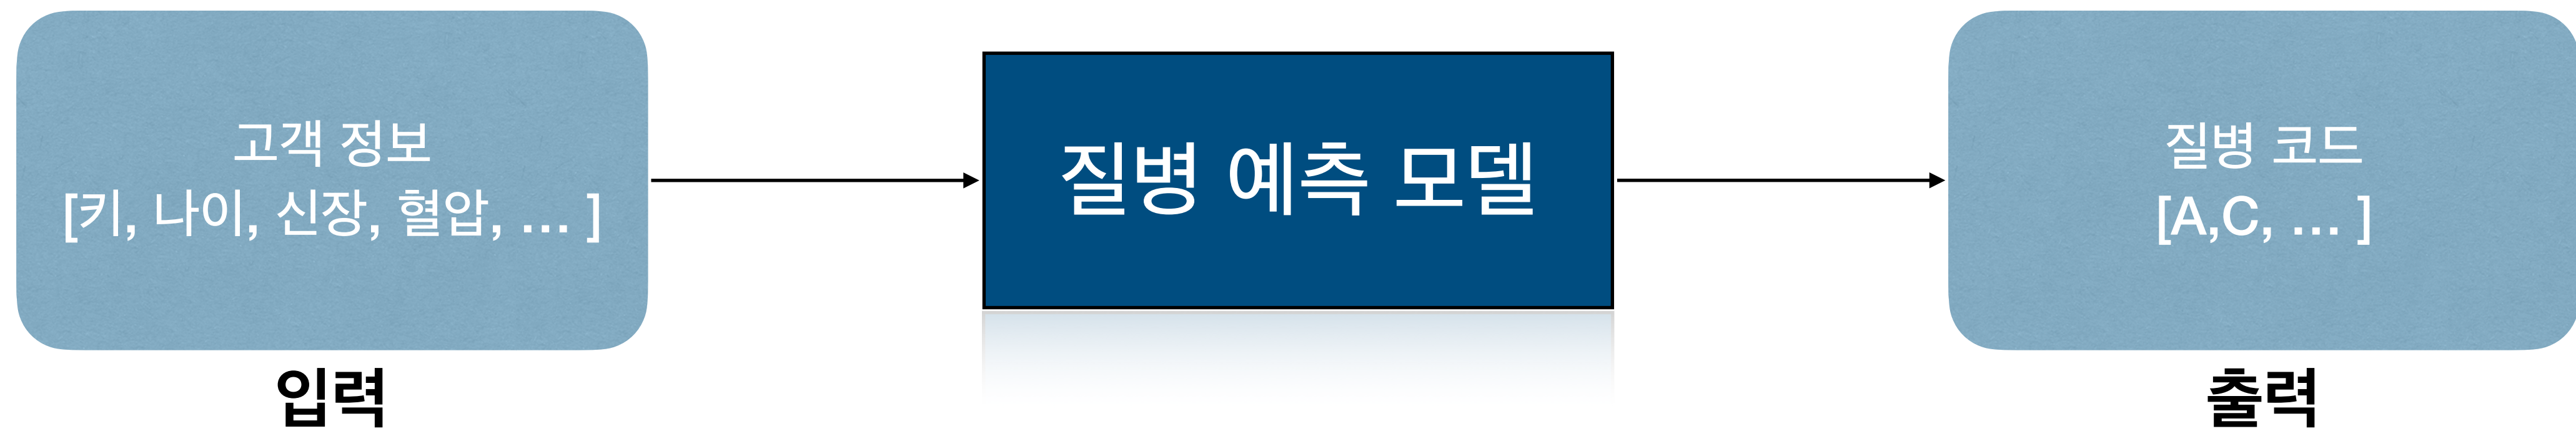 고객 정보
[키, 나이, 신장, 혈압, ... ]
입력
질병 예측 모델
질병 코드
[A,C, ... ]
출력